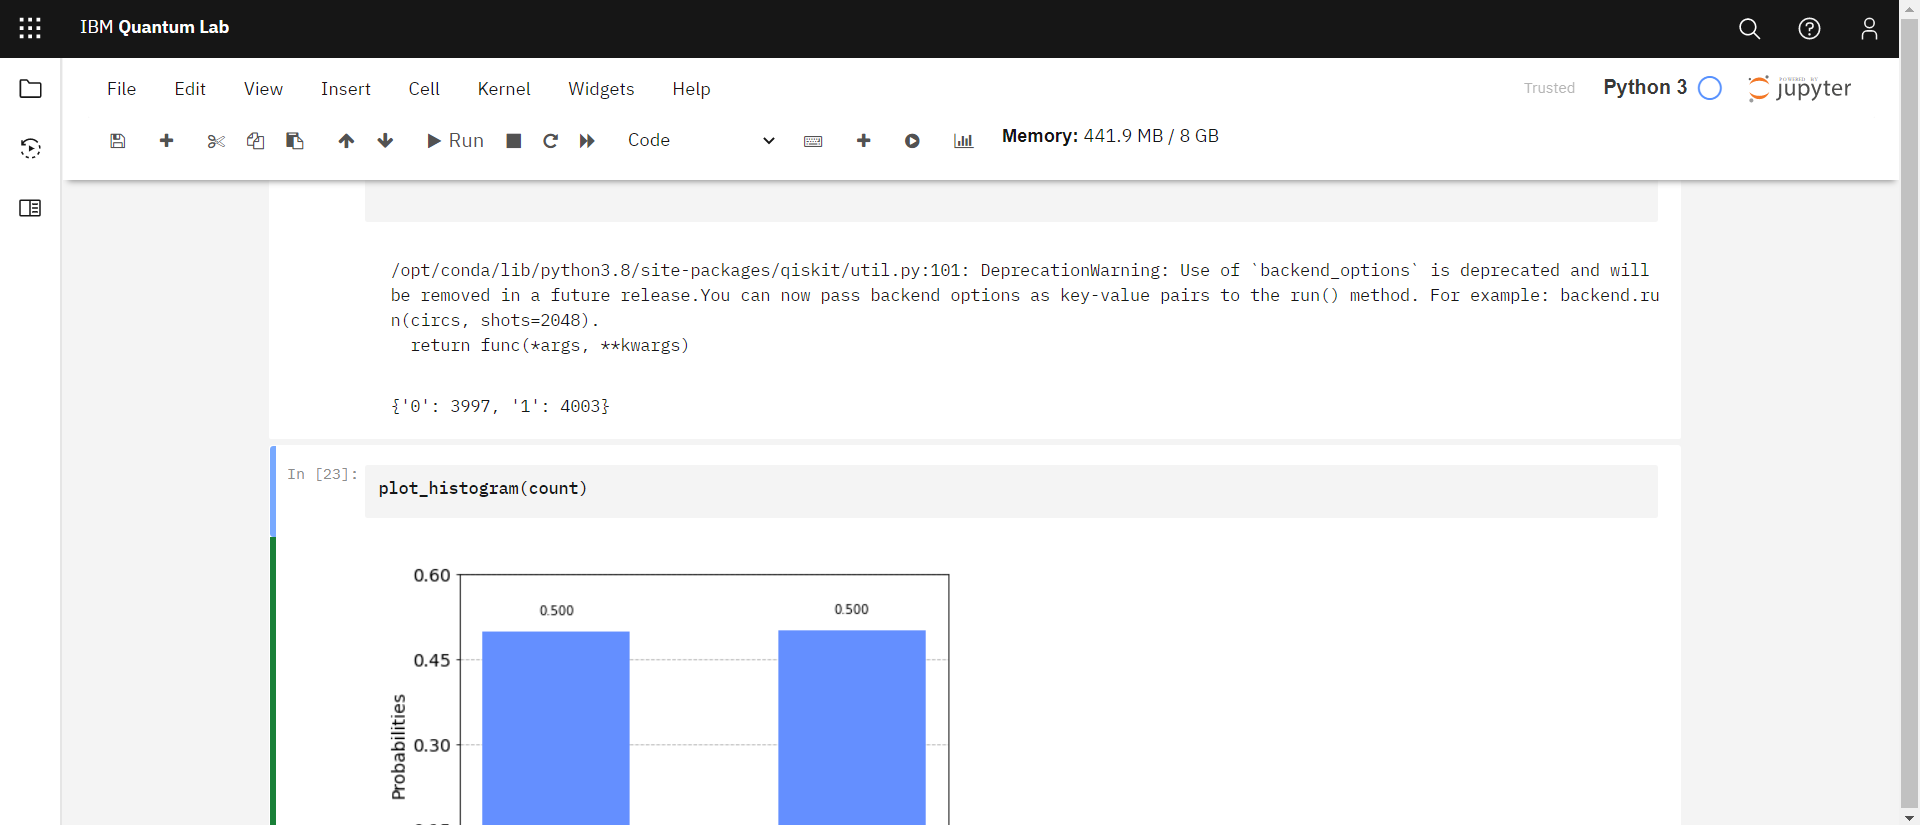 IBM Quantum Lab
File Edit View Insert Cell Kernel Widgets Help
Trusted Python 3
POWERED BY
jupyter
Run Code Memory: 441.9 MB / 8 GB
/opt/conda/lib/python3.8/site-packages/qiskit/util.py:101: DeprecationWarning: Use of `backend_options` is deprecated and will
be removed in a future release.You can now pass backend options as key-value pairs to the run() method. For example: backend.ru
n(circs, shots=2048).
return func(*args, **kwargs)
{'0': 3997, '1': 4003}
In [23]: plot_histogram(count)
0.60
0.500 0.500
0.45
0.30
Probabilities